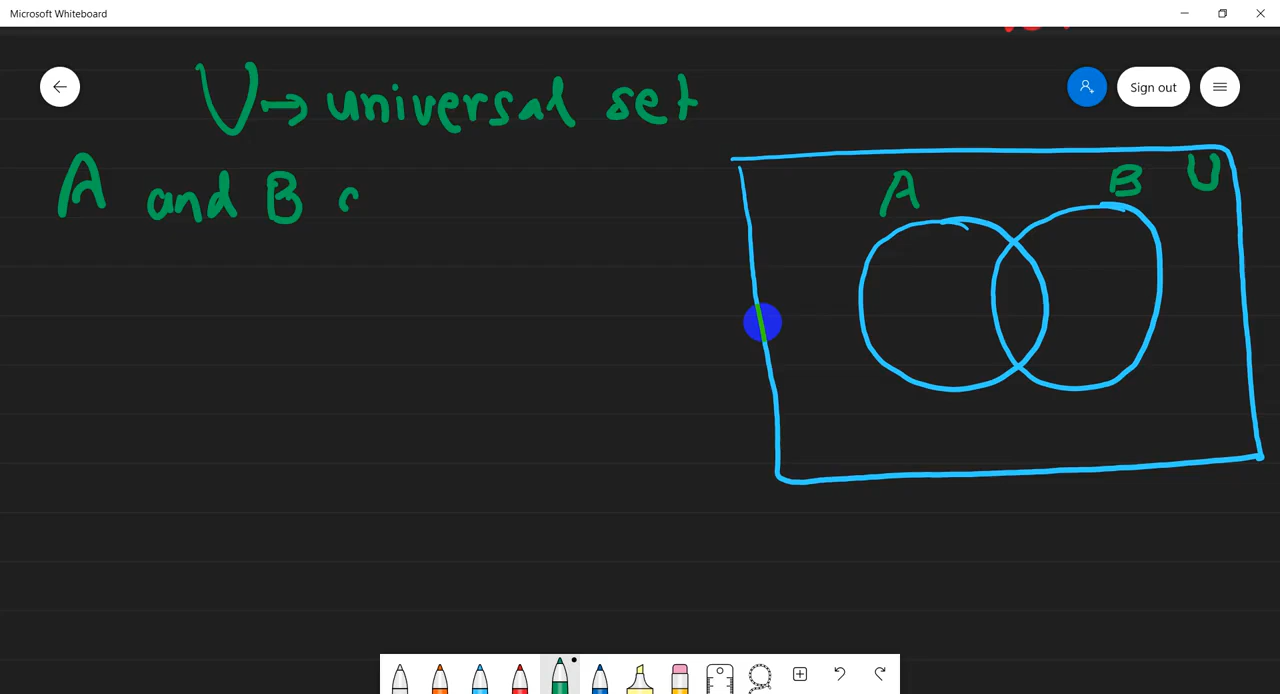 Microsoft Whiteboard
U → universal set
Sign out
A and B
A B U